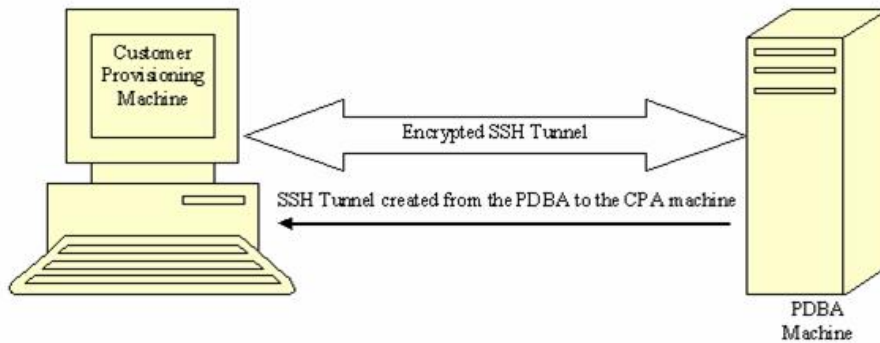 Customer
Provisioning
Machine
Encrypted SSH Tunnel
SSH Tunnel created from the PDBA to the CPA machine
PDBA
Machine